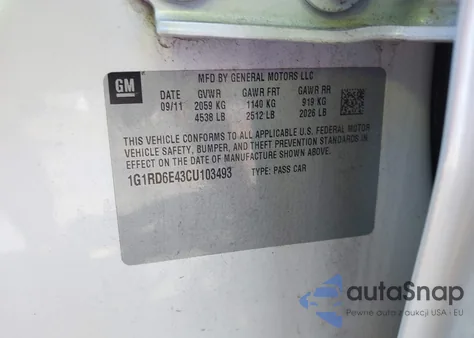 GM
MFD BY GENERAL MOTORS LLC
DATE GVWR GAWR FRT GAWR RR
09/11 2059 KG 1140 KG 919 KG
4538 LB 2512 LB 2026 LB
THIS VEHICLE CONFORMS TO ALL APPLICABLE U.S. FEDERAL MOTOR
VEHICLE SAFETY, BUMPER, AND THEFT PREVENTION STANDARDS IN
EFFECT ON THE DATE OF MANUFACTURE SHOWN ABOVE.
1G1RD6E43CU103493 TYPE: PASS CAR
autoSnap
Pewne auta z aukcji USA i EU